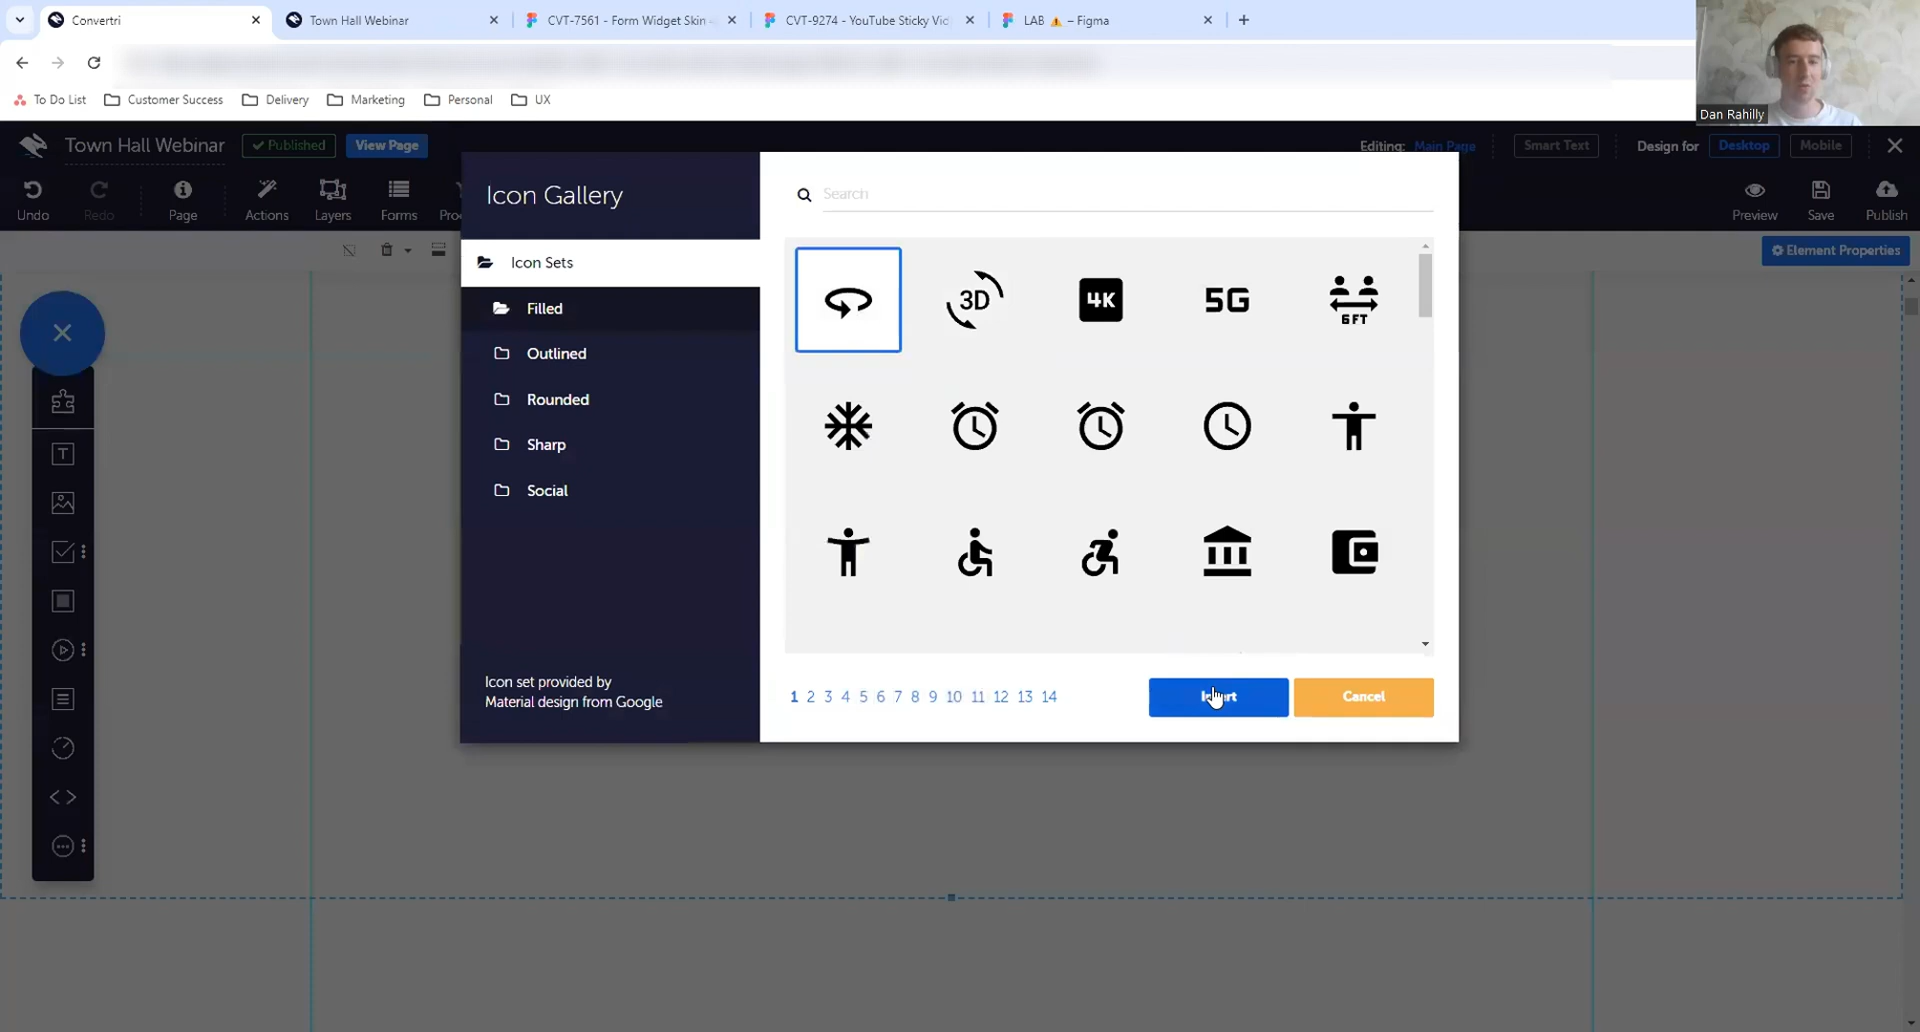 Convertri
Town Hall Webinar
CVT-7561 - Form Widget Skin
CVT-9274 - YouTube Sticky Vid
LAB ⚠ – Figma
To Do List
Customer Success
Delivery
Marketing
Personal
UX
Dan Rahilly
Town Hall Webinar
Published
View Page
Editing: Main Page
Smart Text
Design for
Desktop
Mobile
Undo
Redo
Page
Actions
Layers
Forms
Preview
Save
Publish
Element Properties
Icon Gallery
Search
Icon Sets
Filled
Outlined
Rounded
Sharp
Social
3D
4K
5G
6FT
T
Icon set provided by
Material design from Google
1 2 3 4 5 6 7 8 9 10 11 12 13 14
Cancel